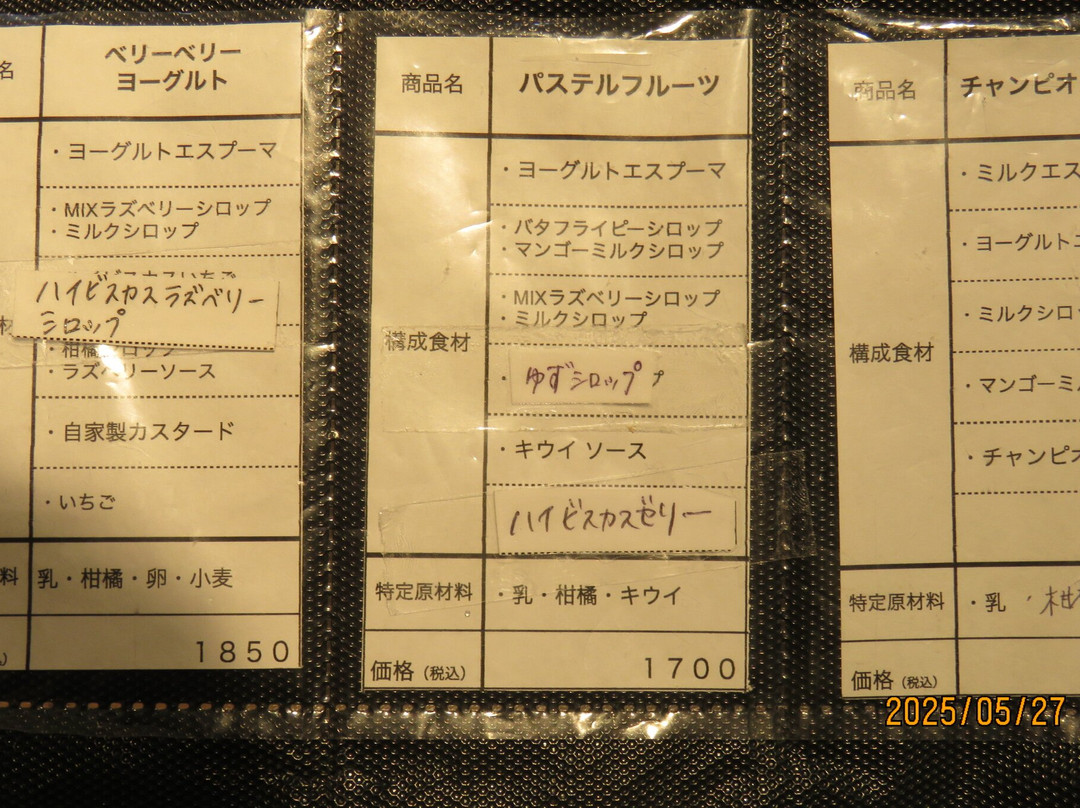 名
ベリーベリー
ヨーグルト
・ヨーグルトエスプーマ
・MIXラズベリーシロップ
・ミルクシロップ
ハイビスカスラズベリー
シロップ
材
・柑橘シロップ
・ラズベリーソース
・自家製カスタード
・いちご
料
乳・柑橘・卵・小麦
1850
商品名
パステルフルーツ
構成食材
・ヨーグルトエスプーマ
・バタフライピーシロップ
・マンゴーミルクシロップ
・MIXラズベリーシロップ
・ミルクシロップ
・ゆずシロップ プ
・キウイ ソース
ハイビスカスゼリー
特定原材料
・乳・柑橘・キウイ
価格(税込)
1700
商品名
チャンピオ
構成食材
・ミルクエス
・ヨーグルトエ
・ミルクシロ
・マンゴーミ
・チャンピオ
特定原材料
・乳 ・柑
価格(税込)
2025/05/27